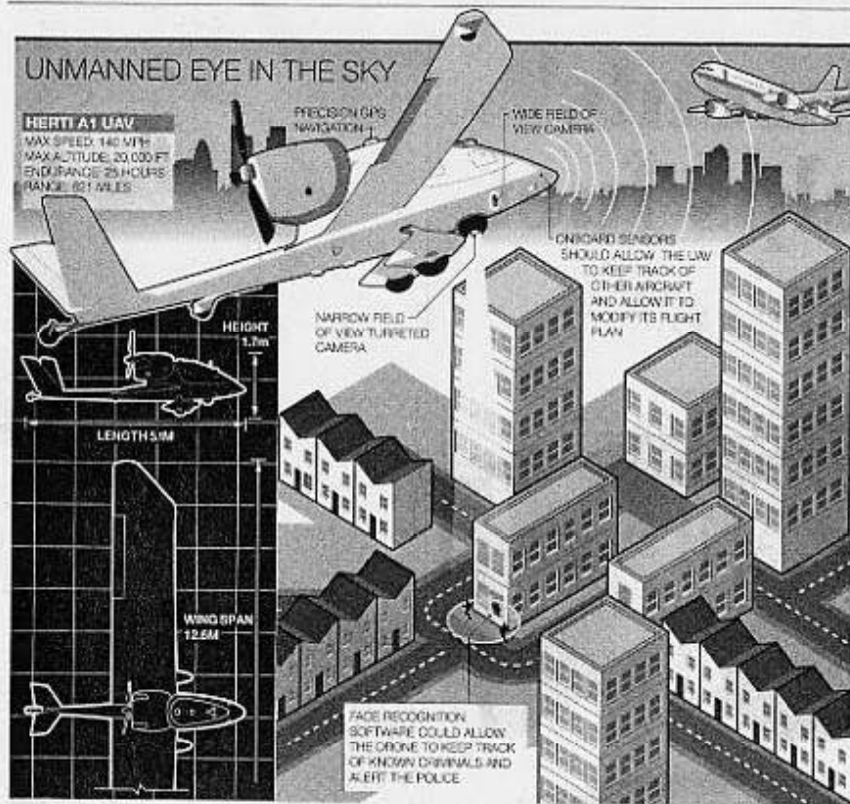 UNMANNED EYE IN THE SKY
HERTI A1 UAV
MAX SPEED: 140 MPH
MAX ALTITUDE: 20,000 FT
ENDURANCE: 25 HOURS
RANGE: 621 MILES
PRECISION GPS
NAVIGATION
WIDE FIELD OF
VIEW CAMERA
ONBOARD SENSORS
SHOULD ALLOW THE UAV
TO KEEP TRACK OF
OTHER AIRCRAFT
AND ALLOW IT TO
MODIFY ITS FLIGHT
PLAN
NARROW FIELD
OF VIEW TURRETED
CAMERA
HEIGHT
1.7m
LENGTH 5.1M
WING SPAN
12.6M
FACE RECOGNITION
SOFTWARE COULD ALLOW
THE DRONE TO KEEP TRACK
OF KNOWN CRIMINALS AND
ALERT THE POLICE